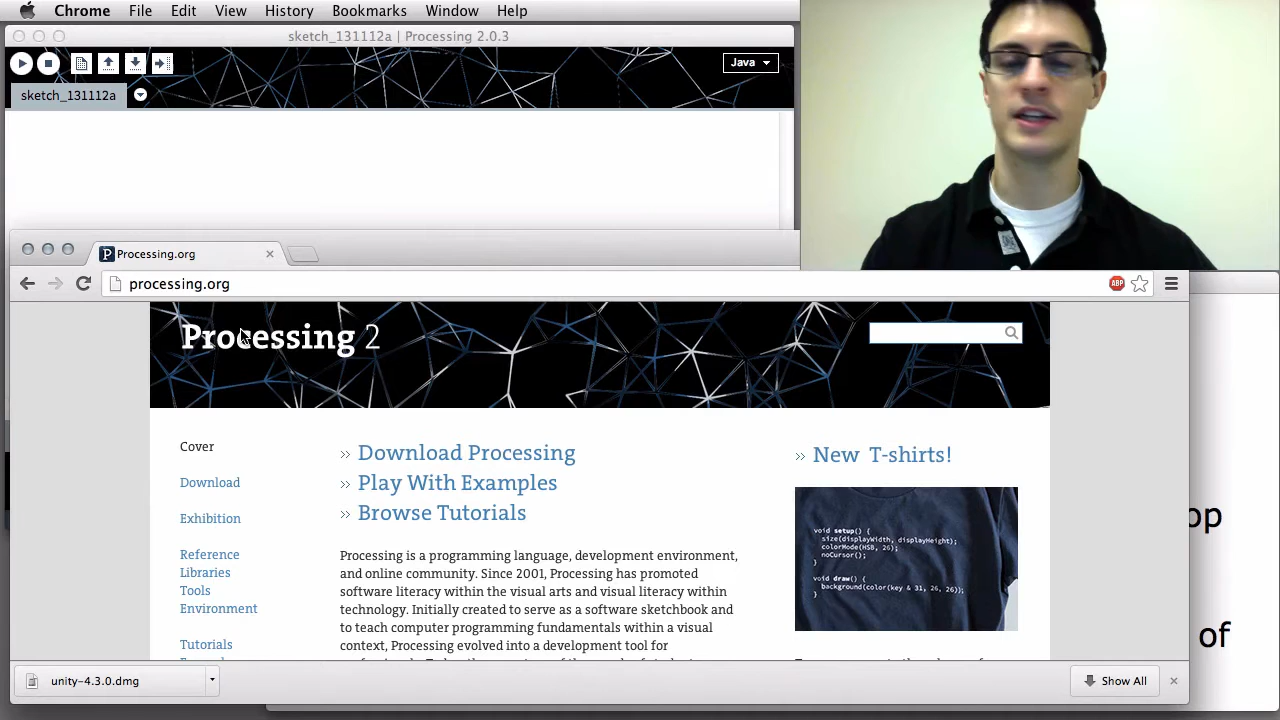 Chrome File Edit View History Bookmarks Window Help
sketch_131112a | Processing 2.0.3
Java
sketch_131112a
Processing.org
processing.org
ABP
Processing 2
Cover
Download
Exhibition
Reference
Libraries
Tools
Environment
Tutorials
» Download Processing
» Play With Examples
» Browse Tutorials
Processing is a programming language, development environment,
and online community. Since 2001, Processing has promoted
software literacy within the visual arts and visual literacy within
technology. Initially created to serve as a software sketchbook and
to teach computer programming fundamentals within a visual
context, Processing evolved into a development tool for
» New T-shirts!
void setup() {
size(displayWidth, displayHeight);
colorMode(HSB, 26);
noCursor();
}
void draw() {
background(color(key & 31, 26, 26));
}
op
of
unity-4.3.0.dmg
Show All